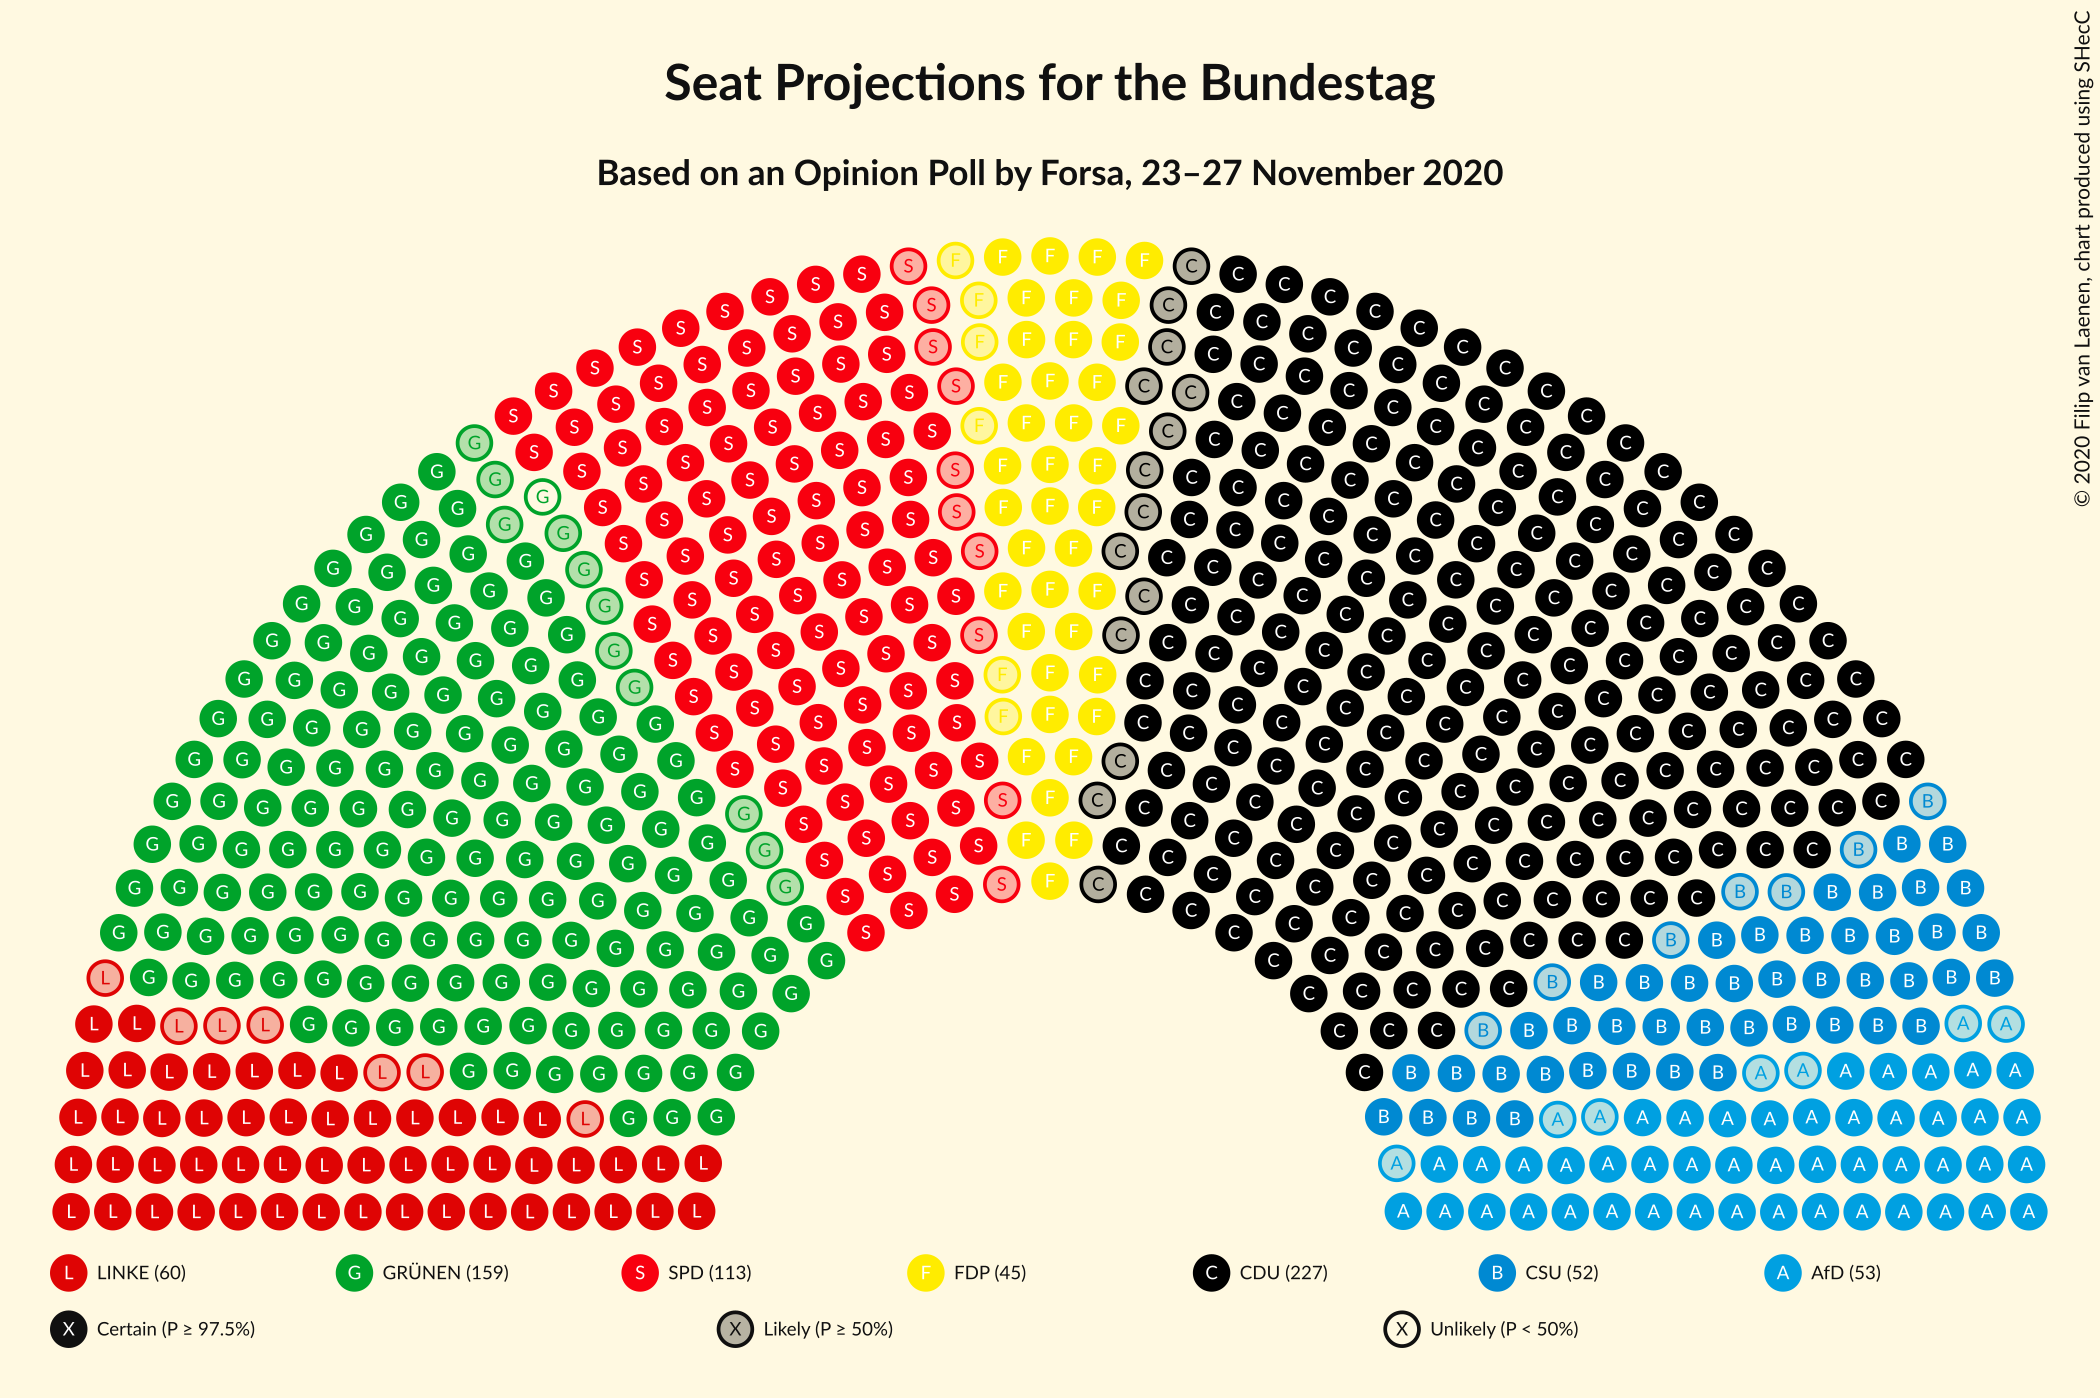 Seat Projections for the Bundestag
Based on an Opinion Poll by Forsa, 23–27 November 2020
© 2020 Filip van Laenen, chart produced using SHecC
L LINKE (60)
G GRÜNEN (159)
S SPD (113)
F FDP (45)
C CDU (227)
B CSU (52)
A AfD (53)
X Certain (P ≥ 97.5%)
X Likely (P ≥ 50%)
X Unlikely (P < 50%)